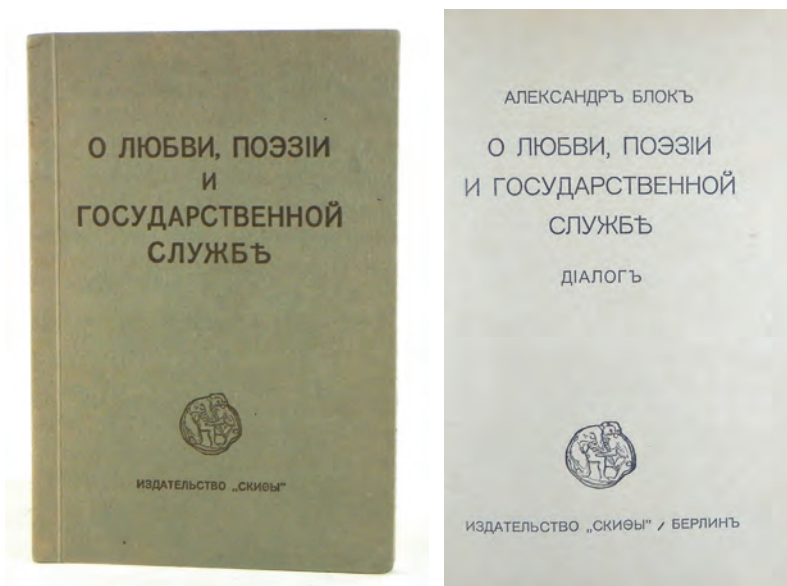 О ЛЮБВИ, ПОЭЗІИ
И
ГОСУДАРСТВЕННОЙ
СЛУЖБѢ
ИЗДАТЕЛЬСТВО „СКИѲЫ"
АЛЕКСАНДРЪ БЛОКЪ
О ЛЮБВИ, ПОЭЗІИ
И ГОСУДАРСТВЕННОЙ
СЛУЖБѢ
ДІАЛОГЪ
ИЗДАТЕЛЬСТВО „СКИѲЫ" / БЕРЛИНЪ